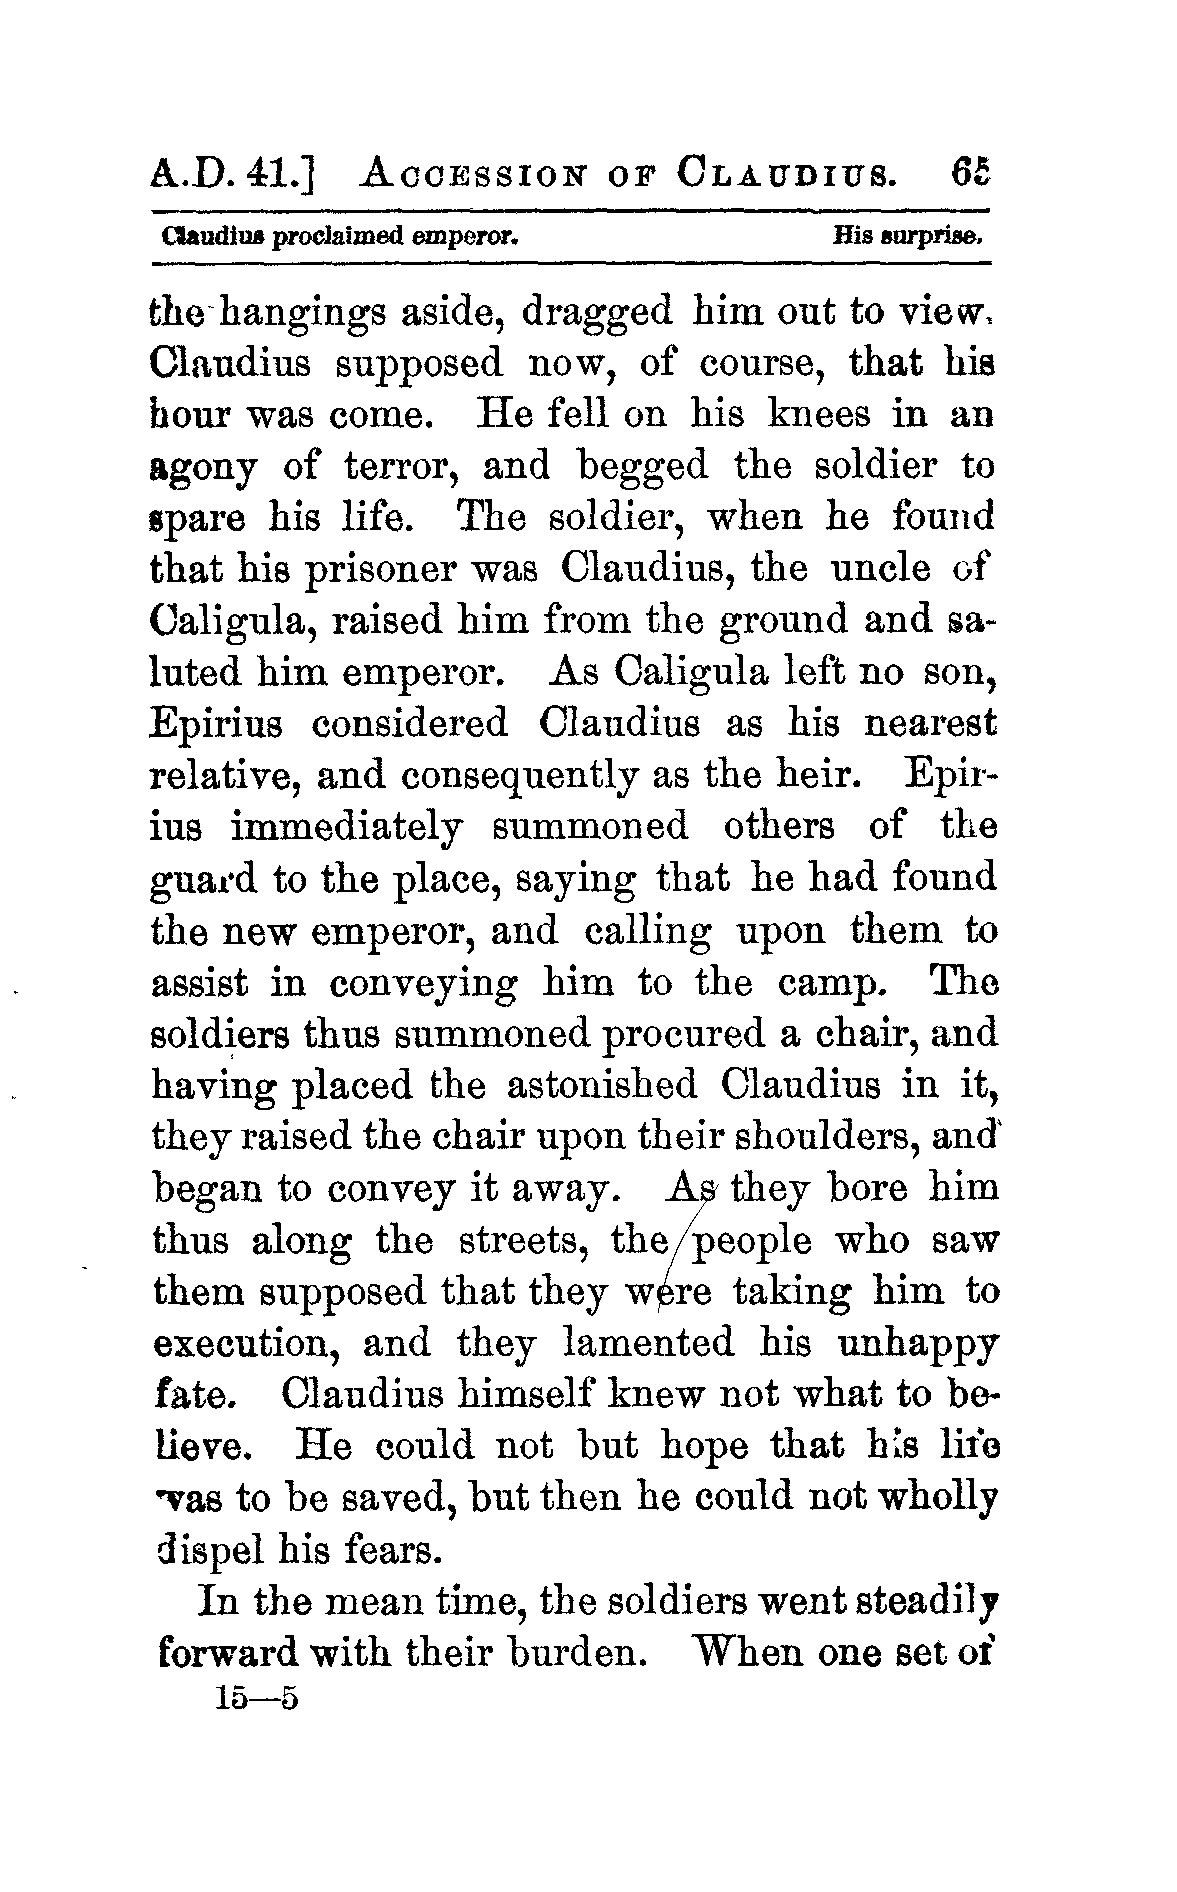 A.D. 41.] Accession of Claudius. 65
Claudius proclaimed emperor. His surprise.
the hangings aside, dragged him out to view.
Claudius supposed now, of course, that his
hour was come. He fell on his knees in an
agony of terror, and begged the soldier to
spare his life. The soldier, when he found
that his prisoner was Claudius, the uncle of
Caligula, raised him from the ground and sa-
luted him emperor. As Caligula left no son,
Epirius considered Claudius as his nearest
relative, and consequently as the heir. Epir-
ius immediately summoned others of the
guard to the place, saying that he had found
the new emperor, and calling upon them to
assist in conveying him to the camp. The
soldiers thus summoned procured a chair, and
having placed the astonished Claudius in it,
they raised the chair upon their shoulders, and
began to convey it away. As they bore him
thus along the streets, the people who saw
them supposed that they were taking him to
execution, and they lamented his unhappy
fate. Claudius himself knew not what to be-
lieve. He could not but hope that his life
was to be saved, but then he could not wholly
dispel his fears.
In the mean time, the soldiers went steadily
forward with their burden. When one set of
15—5